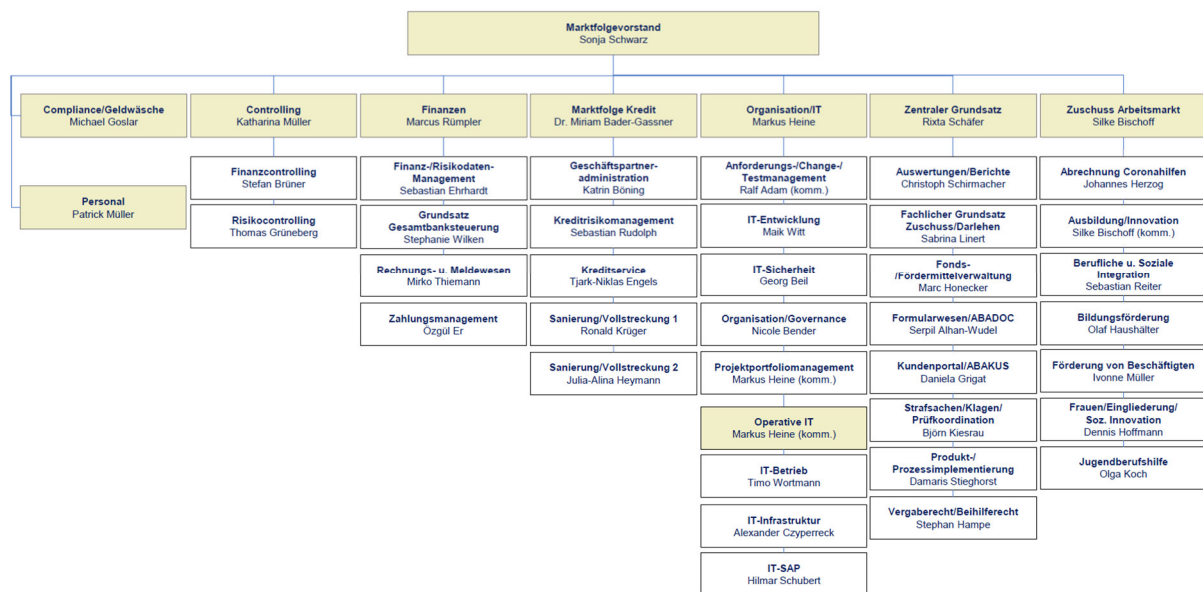 Marktfolgevorstand
Sonja Schwarz
Compliance/Geldwäsche
Michael Goslar
Personal
Patrick Müller
Controlling
Katharina Müller
Finanzcontrolling
Stefan Brüner
Risikocontrolling
Thomas Grüneberg
Finanzen
Marcus Rümpler
Finanz-/Risikodaten-
Management
Sebastian Ehrhardt
Grundsatz
Gesamtbanksteuerung
Stephanie Wilken
Rechnungs- u. Meldewesen
Mirko Thiemann
Zahlungsmanagement
Özgül Er
Marktfolge Kredit
Dr. Miriam Bader-Gassner
Geschäftspartner-
administration
Katrin Böning
Kreditrisikomanagement
Sebastian Rudolph
Kreditservice
Tjark-Niklas Engels
Sanierung/Vollstreckung 1
Ronald Krüger
Sanierung/Vollstreckung 2
Julia-Alina Heymann
Organisation/IT
Markus Heine
Anforderungs-/Change-/
Testmanagement
Ralf Adam (komm.)
IT-Entwicklung
Maik Witt
IT-Sicherheit
Georg Beil
Organisation/Governance
Nicole Bender
Projektportfoliomanagement
Markus Heine (komm.)
Operative IT
Markus Heine (komm.)
IT-Betrieb
Timo Wortmann
IT-Infrastruktur
Alexander Czyperreck
IT-SAP
Hilmar Schubert
Zentraler Grundsatz
Rixta Schäfer
Auswertungen/Berichte
Christoph Schirmacher
Fachlicher Grundsatz
Zuschuss/Darlehen
Sabrina Linert
Fonds-
/Fördermittelverwaltung
Marc Honecker
Formularwesen/ABADOC
Serpil Alhan-Wudel
Kundenportal/ABAKUS
Daniela Grigat
Strafsachen/Klagen/
Prüfkoordination
Björn Kiesrau
Produkt-/
Prozessimplementierung
Damaris Stieghorst
Vergaberecht/Beihilferecht
Stephan Hampe
Zuschuss Arbeitsmarkt
Silke Bischoff
Abrechnung Coronahilfen
Johannes Herzog
Ausbildung/Innovation
Silke Bischoff (komm.)
Berufliche u. Soziale
Integration
Sebastian Reiter
Bildungsförderung
Olaf Haushälter
Förderung von Beschäftigten
Ivonne Müller
Frauen/Eingliederung/
Soz. Innovation
Dennis Hoffmann
Jugendberufshilfe
Olga Koch